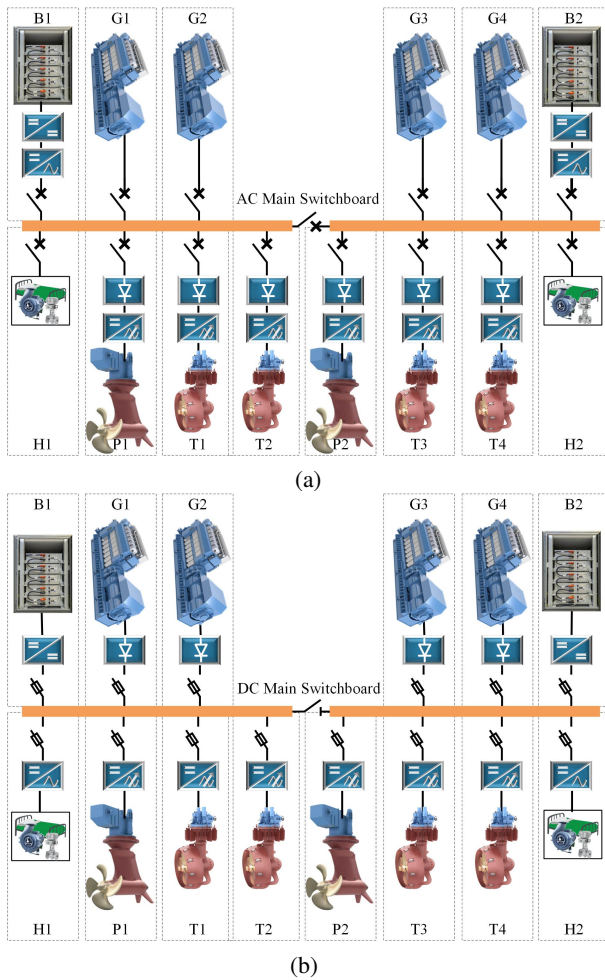 B1 G1 G2 G3 G4 B2
AC Main Switchboard
H1 P1 T1 T2 P2 T3 T4 H2
(a)
B1 G1 G2 G3 G4 B2
DC Main Switchboard
H1 P1 T1 T2 P2 T3 T4 H2
(b)